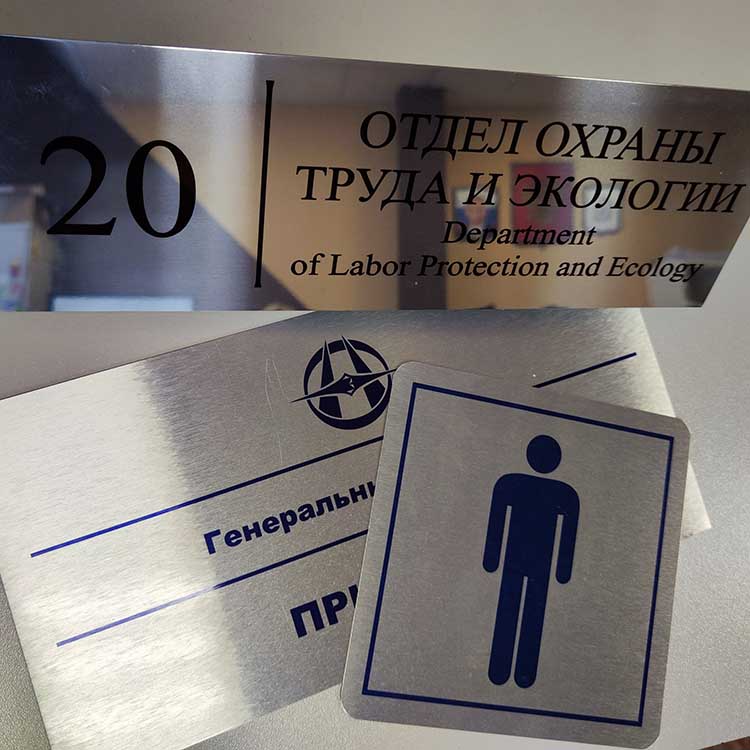 20
ОТДЕЛ ОХРАНЫ
ТРУДА И ЭКОЛОГИИ
Department
of Labor Protection and Ecology